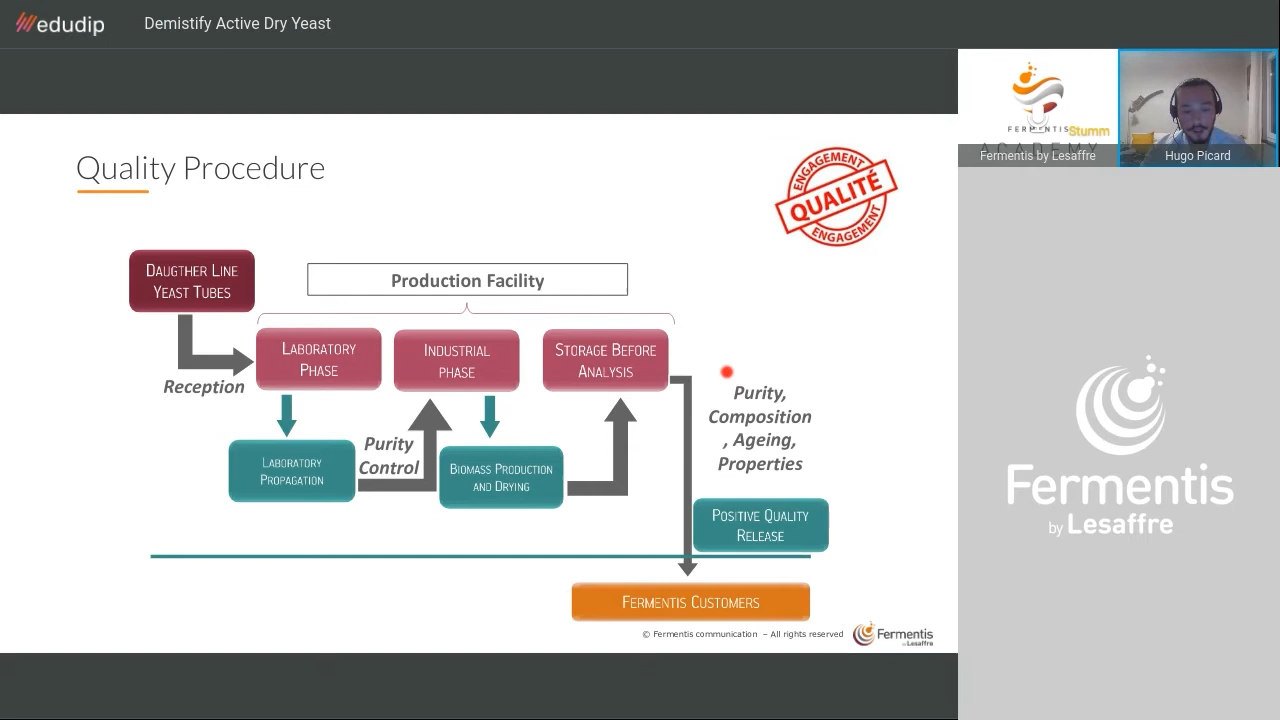 edudip
Demistify Active Dry Yeast
Quality Procedure
ENGAGEMENT
QUALITÉ
ENGAGEMENT
DAUGTHER LINE
YEAST TUBES
Production Facility
LABORATORY
PHASE
INDUSTRIAL
PHASE
STORAGE BEFORE
ANALYSIS
Reception
Purity
Control
LABORATORY
PROPAGATION
BIOMASS PRODUCTION
AND DRYING
Purity,
Composition
, Ageing,
Properties
POSITIVE QUALITY
RELEASE
FERMENTIS CUSTOMERS
© Fermentis communication – All rights reserved
Fermentis
by Lesaffre
FERMENTIS
Stumm
ACADEMY
Fermentis by Lesaffre
Hugo Picard
Fermentis
by Lesaffre